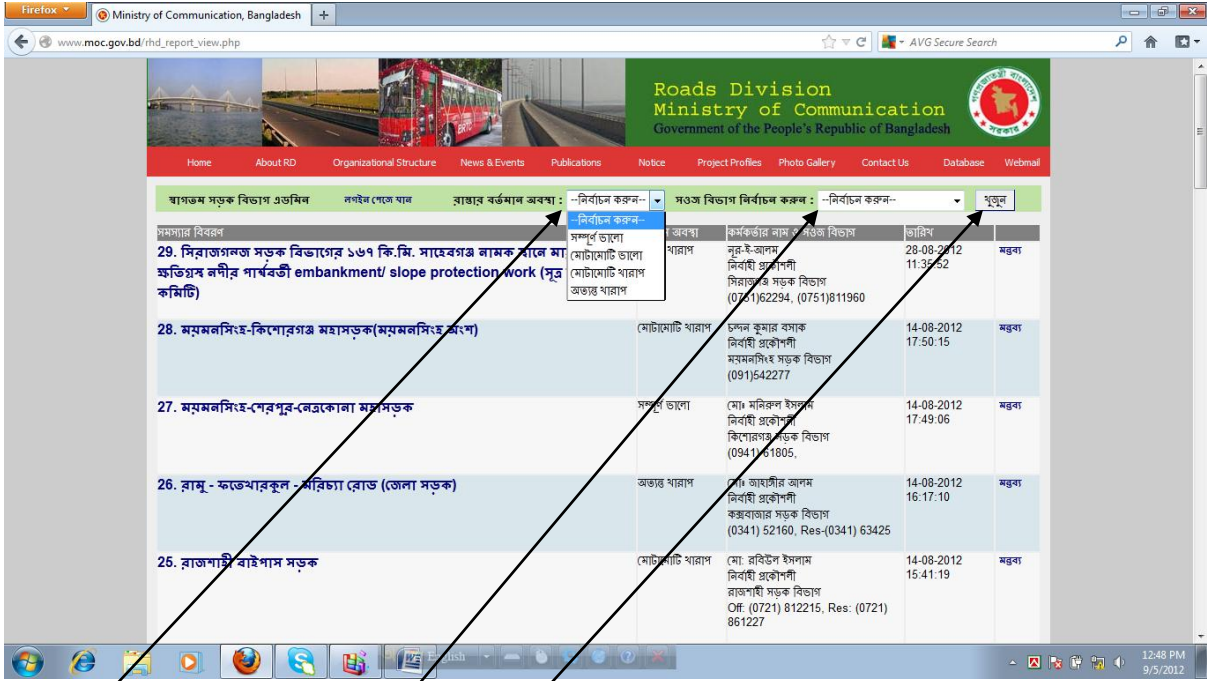 Firefox
Ministry of Communication, Bangladesh
www.moc.gov.bd/rhd_report_view.php
AVG Secure Search
Roads Division
Ministry of Communication
Government of the People's Republic of Bangladesh
Home About RD Organizational Structure News & Events Publications Notice Project Profiles Photo Gallery Contact Us Database Webmail
স্বাগতম সড়ক বিভাগ এডমিন লগইন পেজে যান রাস্তার বর্তমান অবস্থা : --নির্বাচন করুন-- সওজ বিভাগ নির্বাচন করুন : --নির্বাচন করুন-- খুজুন
--নির্বাচন করুন--
সম্পূর্ণ ভালো
মোটামোটি ভালো
মোটামোটি খারাপ
অত্যন্ত খারাপ
সমস্যার বিবরণ অবস্থা কর্মকর্তার নাম ও সওজ বিভাগ তারিখ
29. সিরাজগন্জ সড়ক বিভাগের ১৬৭ কি.মি. সাহেবগঞ্জ নামক স্থানে মা খারাপ নূর-ই-আলম 28-08-2012 মন্তব্য
ক্ষতিগ্রস্ নদীর পার্শ্ববর্তী embankment/ slope protection work (সূত্র নির্বাহী প্রকৌশলী 11:35:52
কমিটি) সিরাজগঞ্জ সড়ক বিভাগ
(0751)62294, (0751)811960
28. ময়মনসিংহ-কিশোরগঞ্জ মহাসড়ক(ময়মনসিংহ অংশ) মোটামোটি খারাপ চন্দন কুমার বসাক 14-08-2012 মন্তব্য
নির্বাহী প্রকৌশলী 17:50:15
ময়মনসিংহ সড়ক বিভাগ
(091)542277
27. ময়মনসিংহ-শেরপুর-নেত্রকোনা মহাসড়ক সম্পূর্ণ ভালো মোঃ মনিরুল ইসলাম 14-08-2012 মন্তব্য
নির্বাহী প্রকৌশলী 17:49:06
কিশোরগঞ্জ সড়ক বিভাগ
(0941) 61805,
26. রামু - ফতেখারকুল - মরিচ্যা রোড (জেলা সড়ক) অত্যন্ত খারাপ মোঃ জাহাঙ্গীর আলম 14-08-2012 মন্তব্য
নির্বাহী প্রকৌশলী 16:17:10
কক্সবাজার সড়ক বিভাগ
(0341) 52160, Res-(0341) 63425
25. রাজশাহী বাইপাস সড়ক মোটামোটি খারাপ মো: রবিউল ইসলাম 14-08-2012 মন্তব্য
নির্বাহী প্রকৌশলী 15:41:19
রাজশাহী সড়ক বিভাগ
Off: (0721) 812215, Res: (0721)
861227
English
12:48 PM
9/5/2012